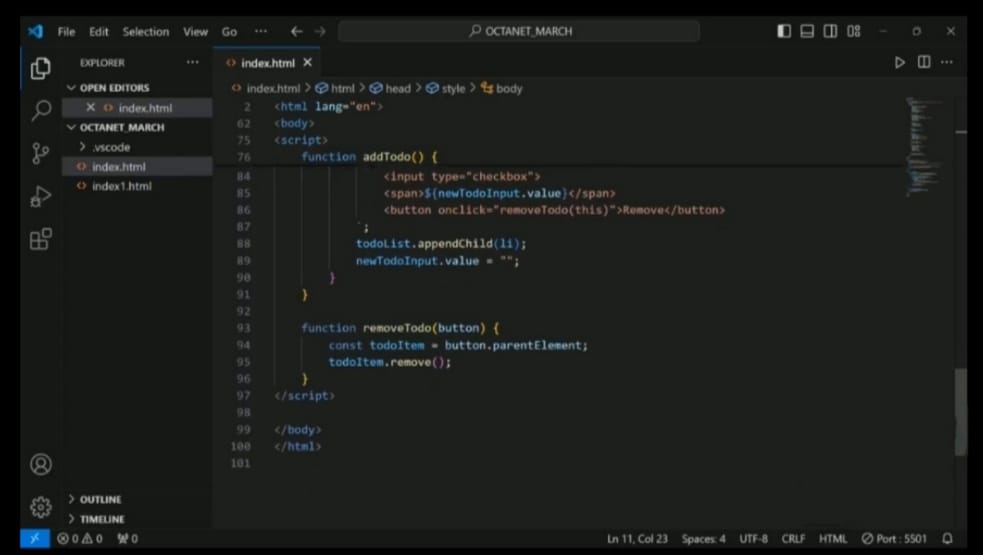 File Edit Selection View Go ··· ← → OCTANET_MARCH
EXPLORER ···
OPEN EDITORS
× index.html
OCTANET_MARCH
> .vscode
index.html
index1.html
OUTLINE
TIMELINE
index.html ×
index.html > html > head > style > body
2 <html lang="en">
62 <body>
75 <script>
76 function addTodo() {
84 <input type="checkbox">
85 <span>${newTodoInput.value}</span>
86 <button onclick="removeTodo(this)">Remove</button>
87 `;
88 todoList.appendChild(li);
89 newTodoInput.value = "";
90 }
91 }
92
93 function removeTodo(button) {
94 const todoItem = button.parentElement;
95 todoItem.remove();
96 }
97 </script>
98
99 </body>
100 </html>
101
0 0 0 Ln 11, Col 23 Spaces: 4 UTF-8 CRLF HTML Port : 5501